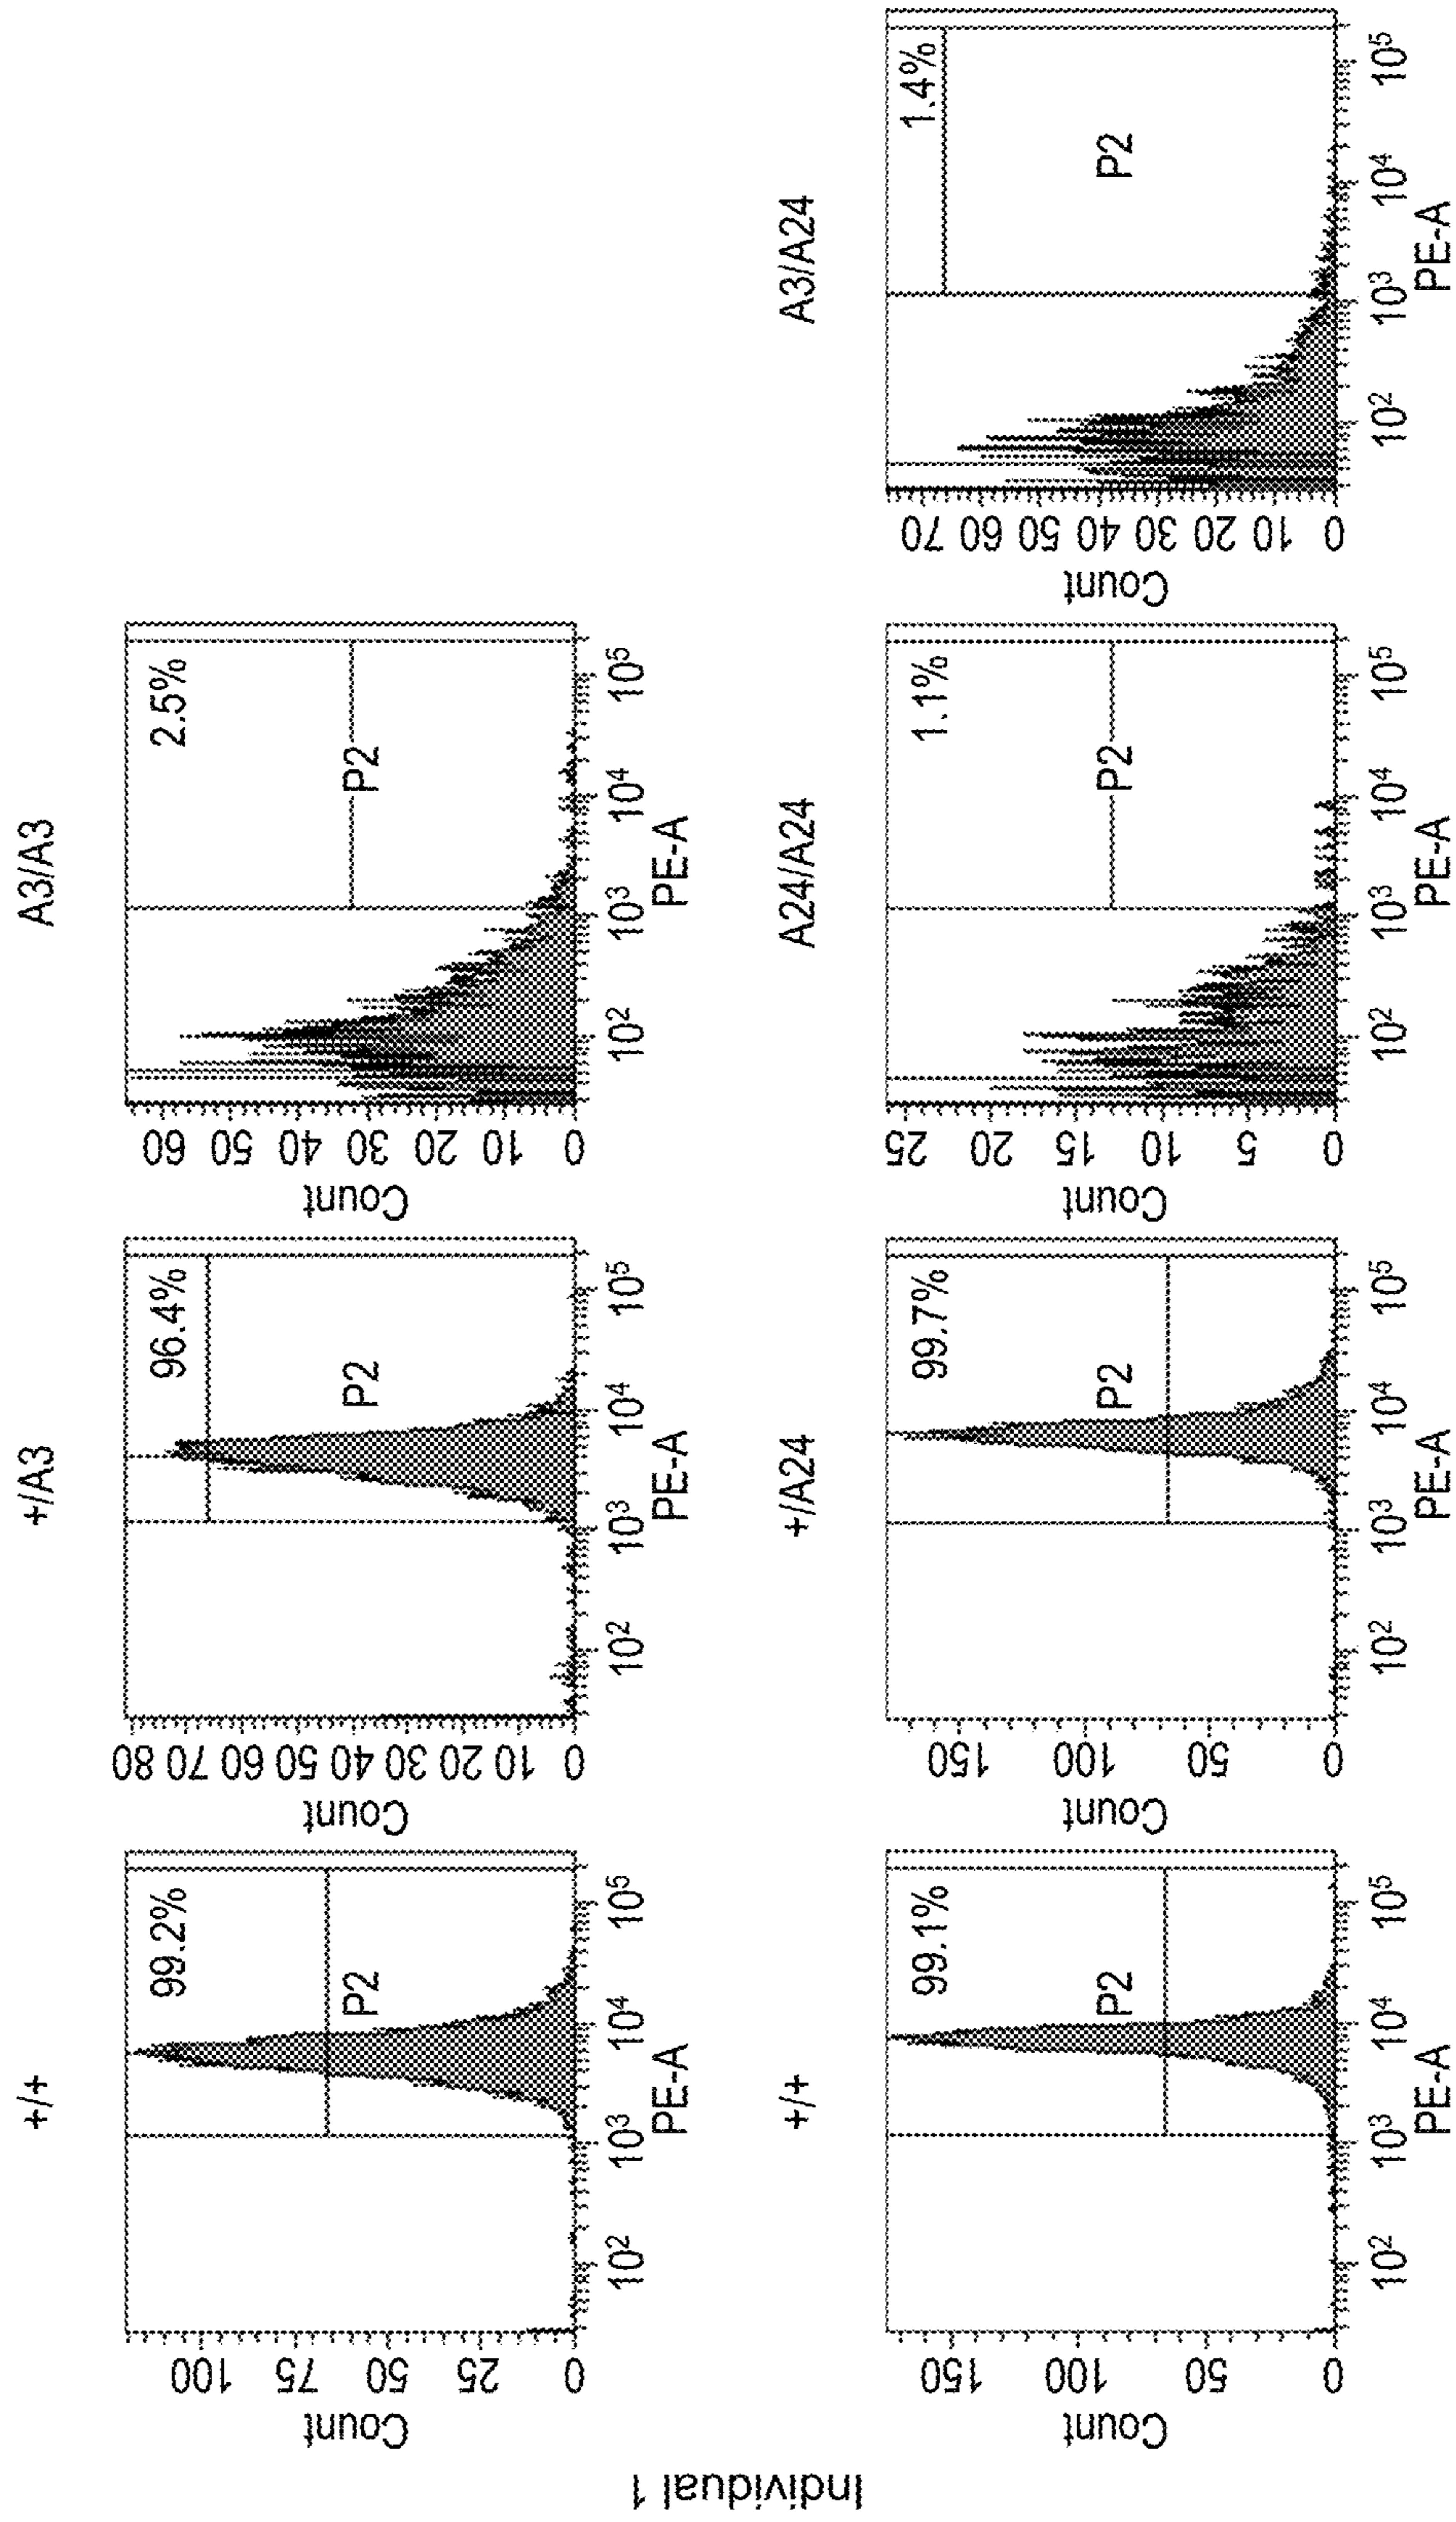 Individual 1
+/+
99.2%
P2
Count
100
75
50
25
0
10²
10³
10⁴
10⁵
PE-A
+/A3
96.4%
P2
Count
80
70
60
50
40
30
20
10
0
10²
10³
10⁴
10⁵
PE-A
A3/A3
2.5%
P2
Count
60
50
40
30
20
10
0
10²
10³
10⁴
10⁵
PE-A
+/+
99.1%
P2
Count
150
100
50
0
10²
10³
10⁴
10⁵
PE-A
+/A24
99.7%
P2
Count
150
100
50
0
10²
10³
10⁴
10⁵
PE-A
A24/A24
1.1%
P2
Count
25
20
15
10
5
0
10²
10³
10⁴
10⁵
PE-A
A3/A24
1.4%
P2
Count
70
60
50
40
30
20
10
0
10²
10³
10⁴
10⁵
PE-A